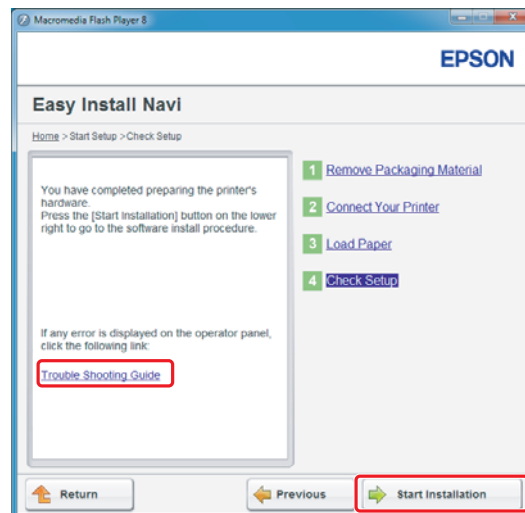 Macromedia Flash Player 8
EPSON
Easy Install Navi
Home > Start Setup >Check Setup
You have completed preparing the printer's
hardware.
Press the [Start Installation] button on the lower
right to go to the software install procedure.
If any error is displayed on the operator panel,
click the following link:
Trouble Shooting Guide
1 Remove Packaging Material
2 Connect Your Printer
3 Load Paper
4 Check Setup
Return
Previous
Start Installation